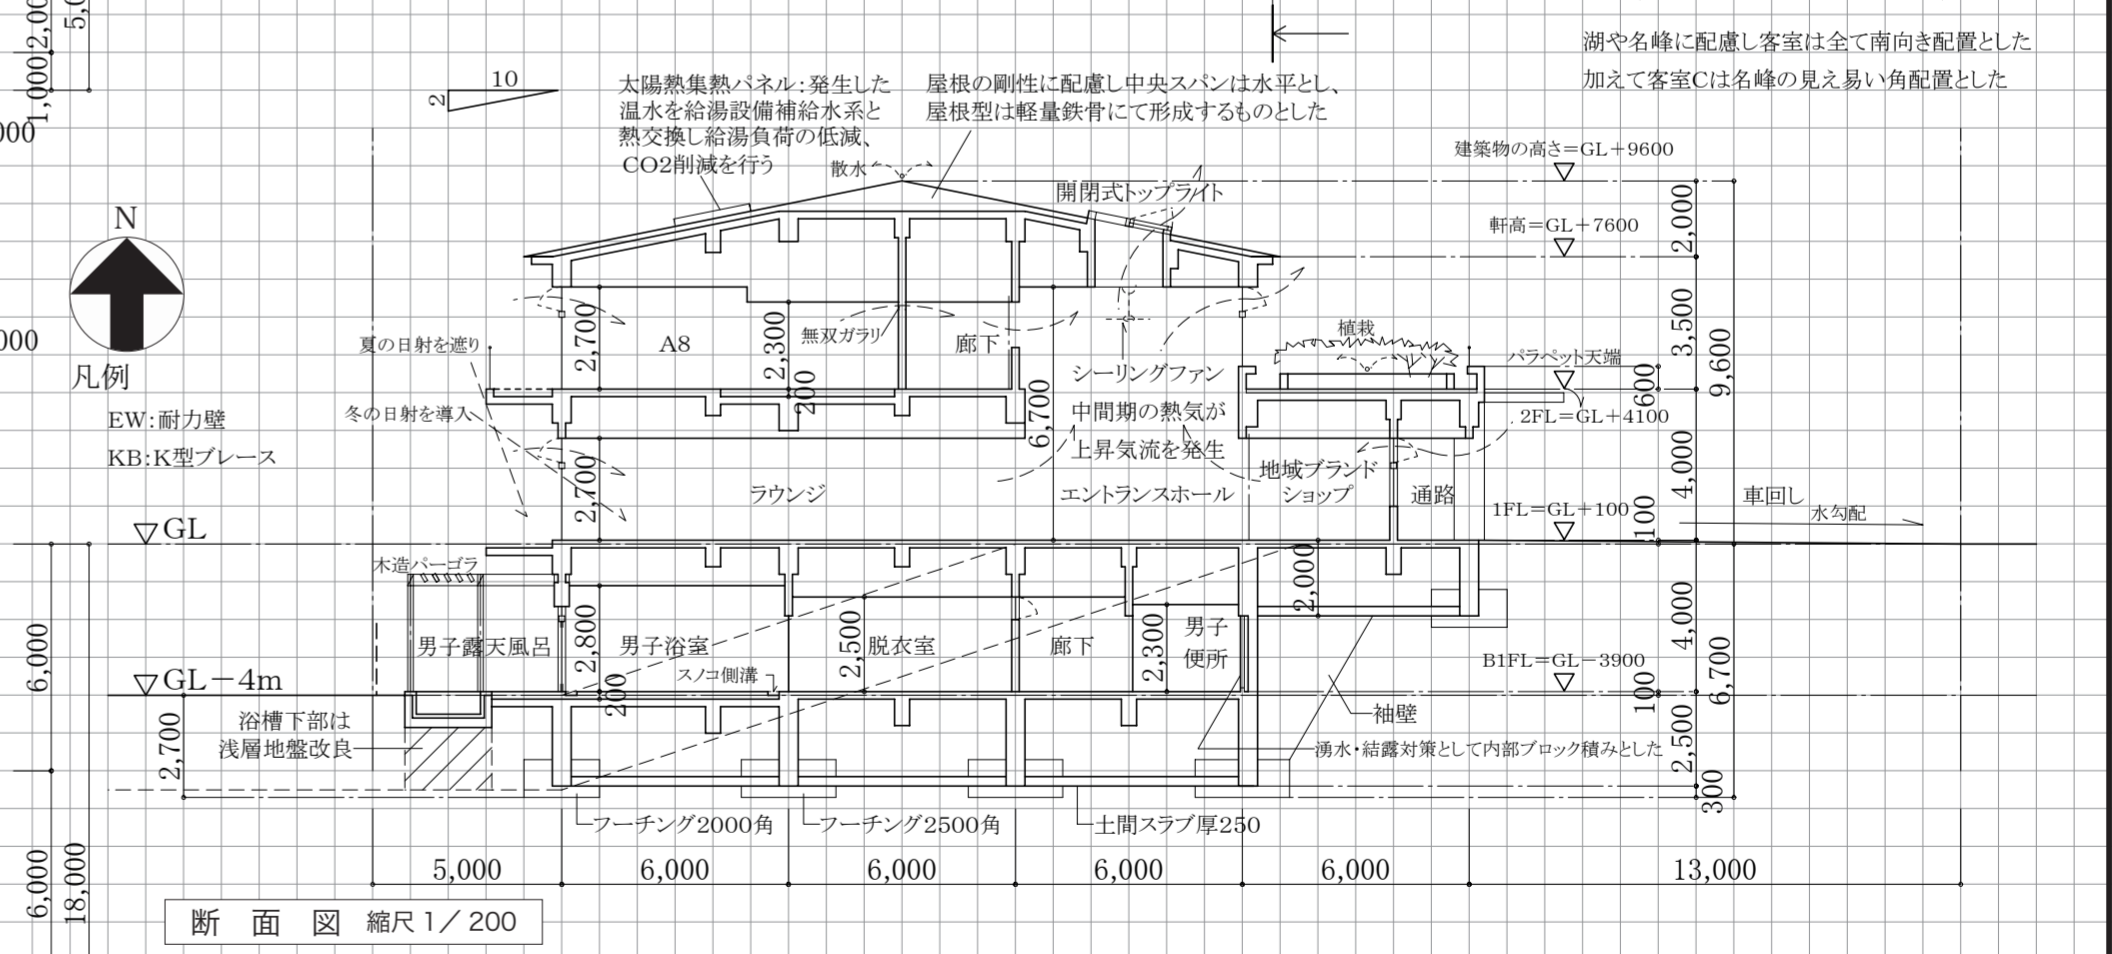 1,000
2,00
5,0
000
000
10
2
太陽熱集熱パネル：発生した
温水を給湯設備補給水系と
熱交換し給湯負荷の低減、
CO2削減を行う
屋根の剛性に配慮し中央スパンは水平とし、
屋根型は軽量鉄骨にて形成するものとした
湖や名峰に配慮し客室は全て南向き配置とした
加えて客室Cは名峰の見え易い角配置とした
散水
開閉式トップライト
建築物の高さ=GL+9600
軒高=GL+7600
2,000
3,500
9,600
N
凡例
EW：耐力壁
KB：K型ブレース
夏の日射を遮り
冬の日射を導入
2,700
A8
2,300
200
無双ガラリ
廊下
6,700
シーリングファン
中間期の熱気が
上昇気流を発生
植栽
パラペット天端
600
2FL=GL+4100
2,700
ラウンジ
エントランスホール
地域ブランド
ショップ
通路
4,000
1FL=GL+100
100
車回し
水勾配
GL
木造パーゴラ
2,000
男子露天風呂
2,800
男子浴室
スノコ側溝
200
2,500
脱衣室
廊下
2,300
男子
便所
4,000
B1FL=GL−3900
100
6,700
GL−4m
6,000
2,700
浴槽下部は
浅層地盤改良
袖壁
湧水・結露対策として内部ブロック積みとした
2,500
300
フーチング2000角
フーチング2500角
土間スラブ厚250
6,000
18,000
5,000
6,000
6,000
6,000
6,000
13,000
断面図 縮尺1／200